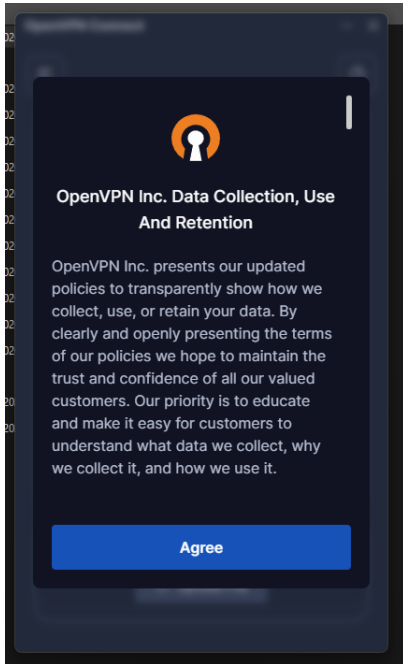 OpenVPN Connect
OpenVPN Inc. Data Collection, Use
And Retention
OpenVPN Inc. presents our updated
policies to transparently show how we
collect, use, or retain your data. By
clearly and openly presenting the terms
of our policies we hope to maintain the
trust and confidence of all our valued
customers. Our priority is to educate
and make it easy for customers to
understand what data we collect, why
we collect it, and how we use it.
Agree